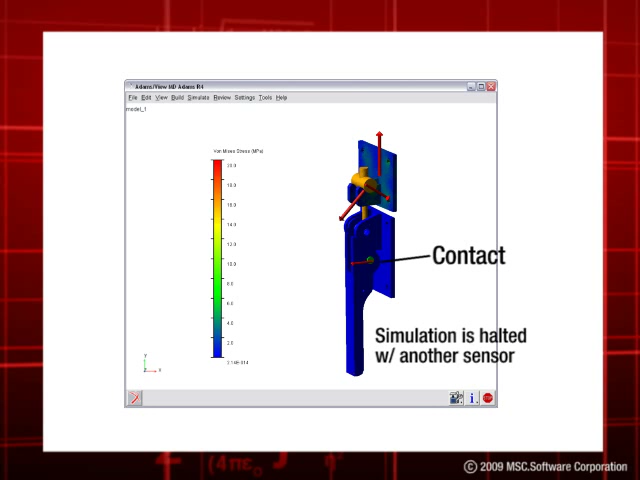 Adams/View MD Adams R4
File Edit View Build Simulate Review Settings Tools Help
model_1
Von Mises Stress (MPa)
20.0
18.0
16.0
14.0
12.0
10.0
8.0
6.0
4.0
2.0
Contact
Simulation is halted
w/ another sensor
Y
Z X
i
STOP
(4πε₀
© 2009 MSC.Software Corporation